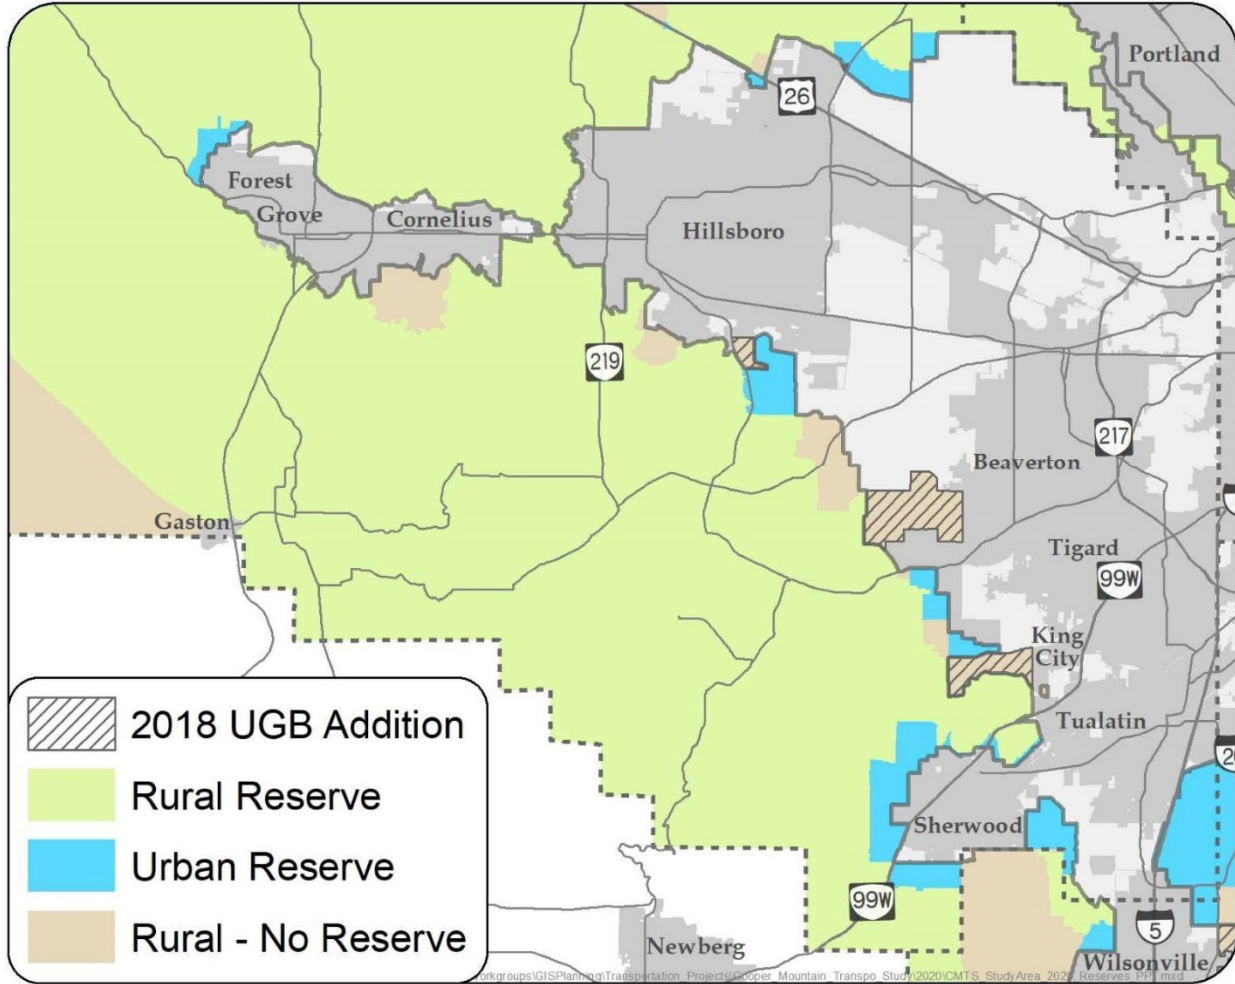 Portland
26
Forest
Grove
Cornelius
Hillsboro
219
217
Beaverton
Gaston
Tigard
99W
King
City
Tualatin
Sherwood
99W
5
Newberg
Wilsonville
2018 UGB Addition
Rural Reserve
Urban Reserve
Rural - No Reserve